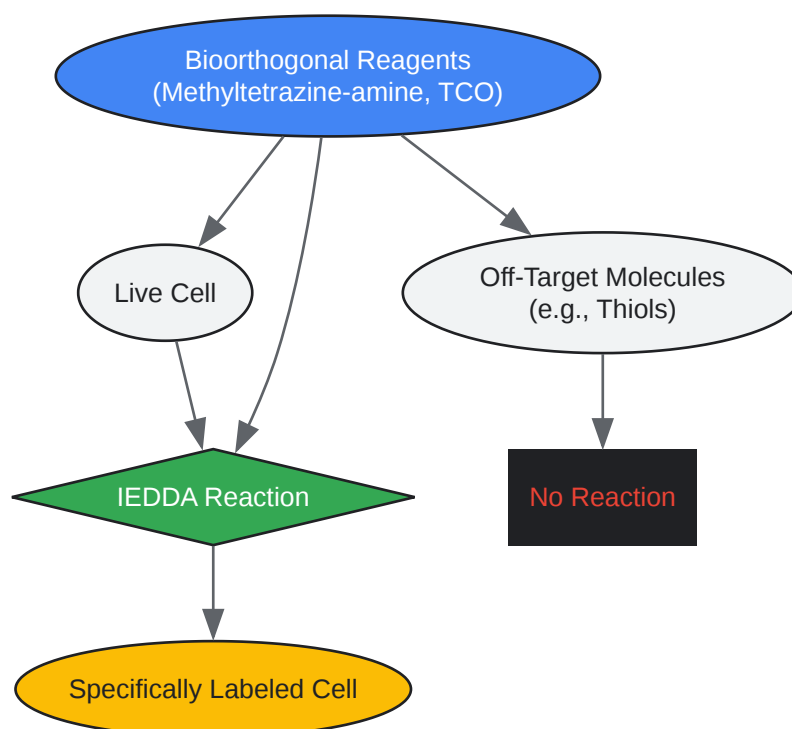 Bioorthogonal Reagents
(Methyltetrazine-amine, TCO)
Live Cell
Off-Target Molecules
(e.g., Thiols)
IEDDA Reaction
No Reaction
Specifically Labeled Cell